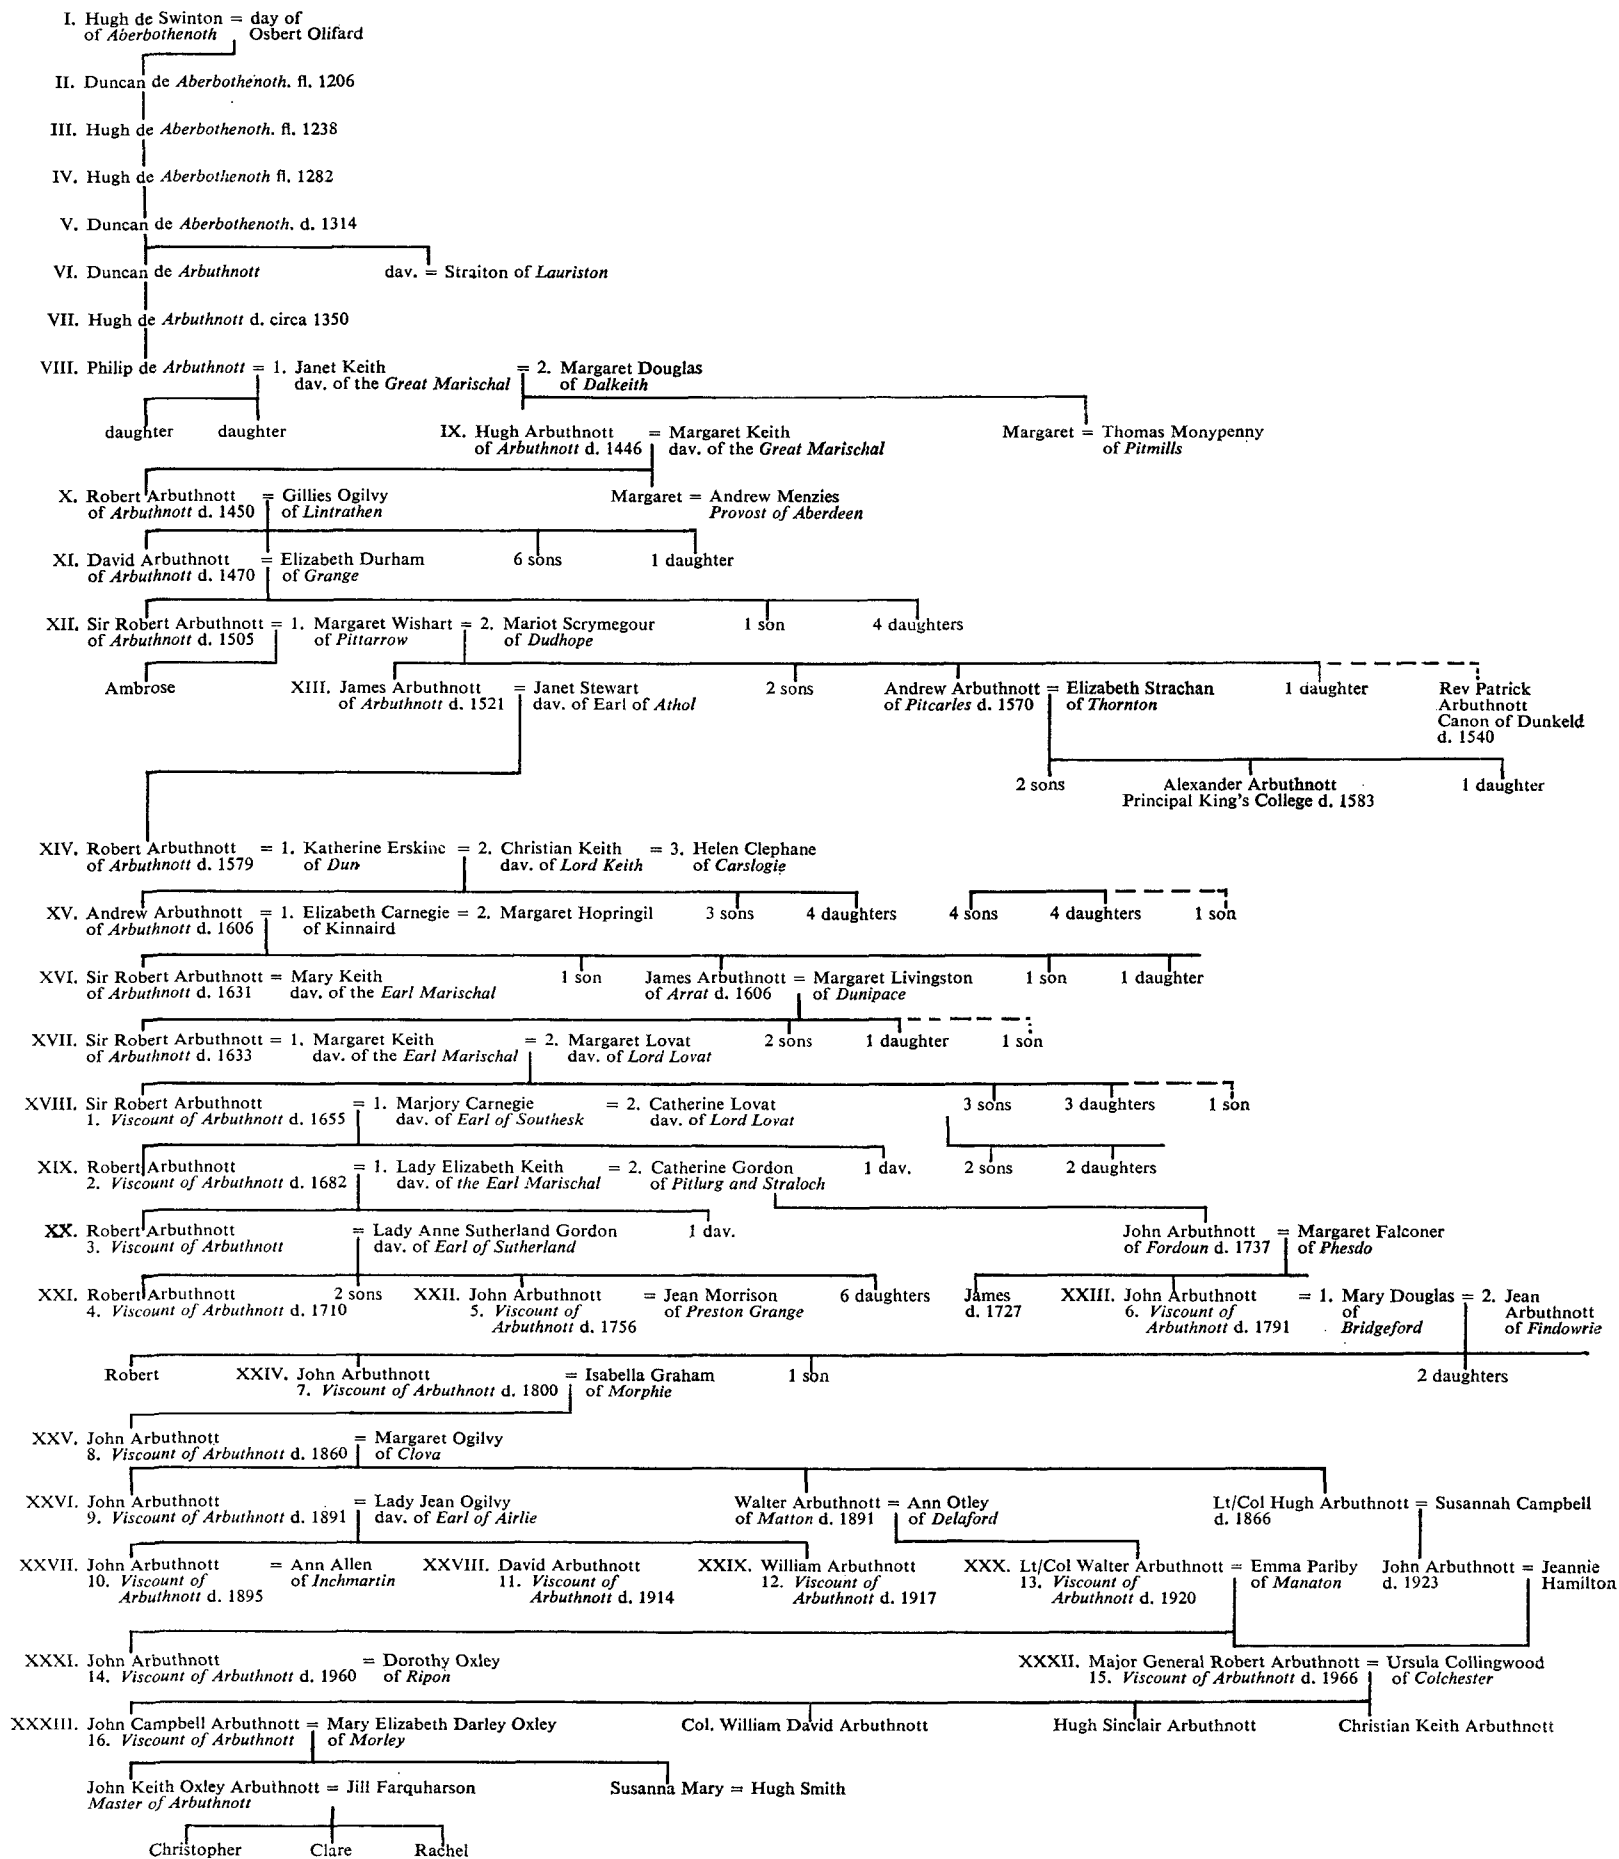 I. Hugh de Swinton = day of
of Aberbothenoth Osbert Olifard
II. Duncan de Aberbothenoth. fl. 1206
III. Hugh de Aberbothenoth. fl. 1238
IV. Hugh de Aberbothenoth fl. 1282
V. Duncan de Aberbothenoth. d. 1314
VI. Duncan de Arbuthnott dav. = Straiton of Lauriston
VII. Hugh de Arbuthnott d. circa 1350
VIII. Philip de Arbuthnott = 1. Janet Keith = 2. Margaret Douglas
dav. of the Great Marischal of Dalkeith
daughter daughter IX. Hugh Arbuthnott = Margaret Keith Margaret = Thomas Monypenny
of Arbuthnott d. 1446 dav. of the Great Marischal of Pitmills
X. Robert Arbuthnott = Gillies Ogilvy Margaret = Andrew Menzies
of Arbuthnott d. 1450 of Lintrathen Provost of Aberdeen
XI. David Arbuthnott = Elizabeth Durham 6 sons 1 daughter
of Arbuthnott d. 1470 of Grange
XII. Sir Robert Arbuthnott = 1. Margaret Wishart = 2. Mariot Scrymegour 1 son 4 daughters
of Arbuthnott d. 1505 of Pittarrow of Dudhope
Ambrose XIII. James Arbuthnott = Janet Stewart 2 sons Andrew Arbuthnott = Elizabeth Strachan 1 daughter Rev Patrick
of Arbuthnott d. 1521 dav. of Earl of Athol of Pitcarles d. 1570 of Thornton Arbuthnott
Canon of Dunkeld
d. 1540
2 sons Alexander Arbuthnott 1 daughter
Principal King's College d. 1583
XIV. Robert Arbuthnott = 1. Katherine Erskine = 2. Christian Keith = 3. Helen Clephane
of Arbuthnott d. 1579 of Dun dav. of Lord Keith of Carslogie
XV. Andrew Arbuthnott = 1. Elizabeth Carnegie = 2. Margaret Hopringil 3 sons 4 daughters 4 sons 4 daughters 1 son
of Arbuthnott d. 1606 of Kinnaird
XVI. Sir Robert Arbuthnott = Mary Keith 1 son James Arbuthnott = Margaret Livingston 1 son 1 daughter
of Arbuthnott d. 1631 dav. of the Earl Marischal of Arrat d. 1606 of Dunipace
XVII. Sir Robert Arbuthnott = 1. Margaret Keith = 2. Margaret Lovat 2 sons 1 daughter 1 son
of Arbuthnott d. 1633 dav. of the Earl Marischal dav. of Lord Lovat
XVIII. Sir Robert Arbuthnott = 1. Marjory Carnegie = 2. Catherine Lovat 3 sons 3 daughters 1 son
1. Viscount of Arbuthnott d. 1655 dav. of Earl of Southesk dav. of Lord Lovat
XIX. Robert Arbuthnott = 1. Lady Elizabeth Keith = 2. Catherine Gordon 1 dav. 2 sons 2 daughters
2. Viscount of Arbuthnott d. 1682 dav. of the Earl Marischal of Pitlurg and Straloch
XX. Robert Arbuthnott = Lady Anne Sutherland Gordon 1 dav. John Arbuthnott = Margaret Falconer
3. Viscount of Arbuthnott dav. of Earl of Sutherland of Fordoun d. 1737 of Phesdo
XXI. Robert Arbuthnott 2 sons XXII. John Arbuthnott = Jean Morrison 6 daughters James XXIII. John Arbuthnott = 1. Mary Douglas = 2. Jean
4. Viscount of Arbuthnott d. 1710 5. Viscount of of Preston Grange d. 1727 6. Viscount of of Arbuthnott
Arbuthnott d. 1756 Arbuthnott d. 1791 Bridgeford of Findowrie
Robert XXIV. John Arbuthnott = Isabella Graham 1 son 2 daughters
7. Viscount of Arbuthnott d. 1800 of Morphie
XXV. John Arbuthnott = Margaret Ogilvy
8. Viscount of Arbuthnott d. 1860 of Clova
XXVI. John Arbuthnott = Lady Jean Ogilvy Walter Arbuthnott = Ann Otley Lt/Col Hugh Arbuthnott = Susannah Campbell
9. Viscount of Arbuthnott d. 1891 dav. of Earl of Airlie of Matton d. 1891 of Delaford d. 1866
XXVII. John Arbuthnott = Ann Allen XXVIII. David Arbuthnott XXIX. William Arbuthnott XXX. Lt/Col Walter Arbuthnott = Emma Parlby John Arbuthnott = Jeannie
10. Viscount of of Inchmartin 11. Viscount of 12. Viscount of 13. Viscount of of Manaton d. 1923 Hamilton
Arbuthnott d. 1895 Arbuthnott d. 1914 Arbuthnott d. 1917 Arbuthnott d. 1920
XXXI. John Arbuthnott = Dorothy Oxley XXXII. Major General Robert Arbuthnott = Ursula Collingwood
14. Viscount of Arbuthnott d. 1960 of Ripon 15. Viscount of Arbuthnott d. 1966 of Colchester
XXXIII. John Campbell Arbuthnott = Mary Elizabeth Darley Oxley Col. William David Arbuthnott Hugh Sinclair Arbuthnott Christian Keith Arbuthnott
16. Viscount of Arbuthnott of Morley
John Keith Oxley Arbuthnott = Jill Farquharson Susanna Mary = Hugh Smith
Master of Arbuthnott
Christopher Clare Rachel